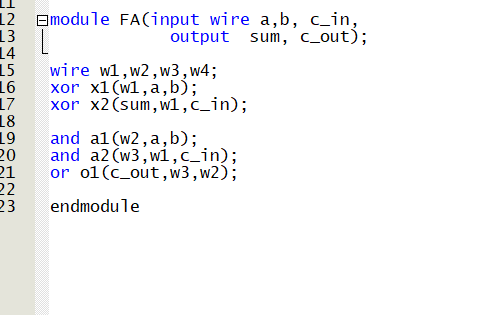 11
12 module FA(input wire a,b, c_in,
13 output  sum, c_out);
14
15 wire w1,w2,w3,w4;
16 xor x1(w1,a,b);
17 xor x2(sum,w1,c_in);
18
19 and a1(w2,a,b);
20 and a2(w3,w1,c_in);
21 or o1(c_out,w3,w2);
22
23 endmodule